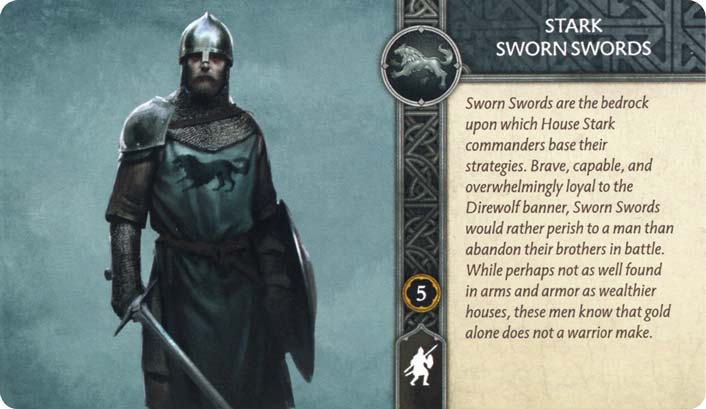 STARK
SWORN SWORDS
Sworn Swords are the bedrock
upon which House Stark
commanders base their
strategies. Brave, capable, and
overwhelmingly loyal to the
Direwolf banner, Sworn Swords
would rather perish to a man than
abandon their brothers in battle.
While perhaps not as well found
in arms and armor as wealthier
houses, these men know that gold
alone does not a warrior make.
5